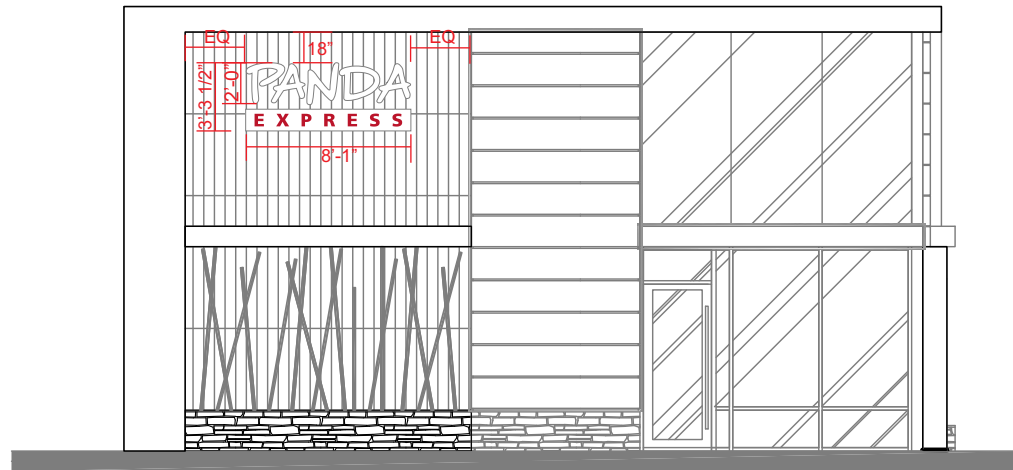 EQ
EQ
18"
3'-3 1/2"
2'-0"
PANDA
EXPRESS
8'-1"